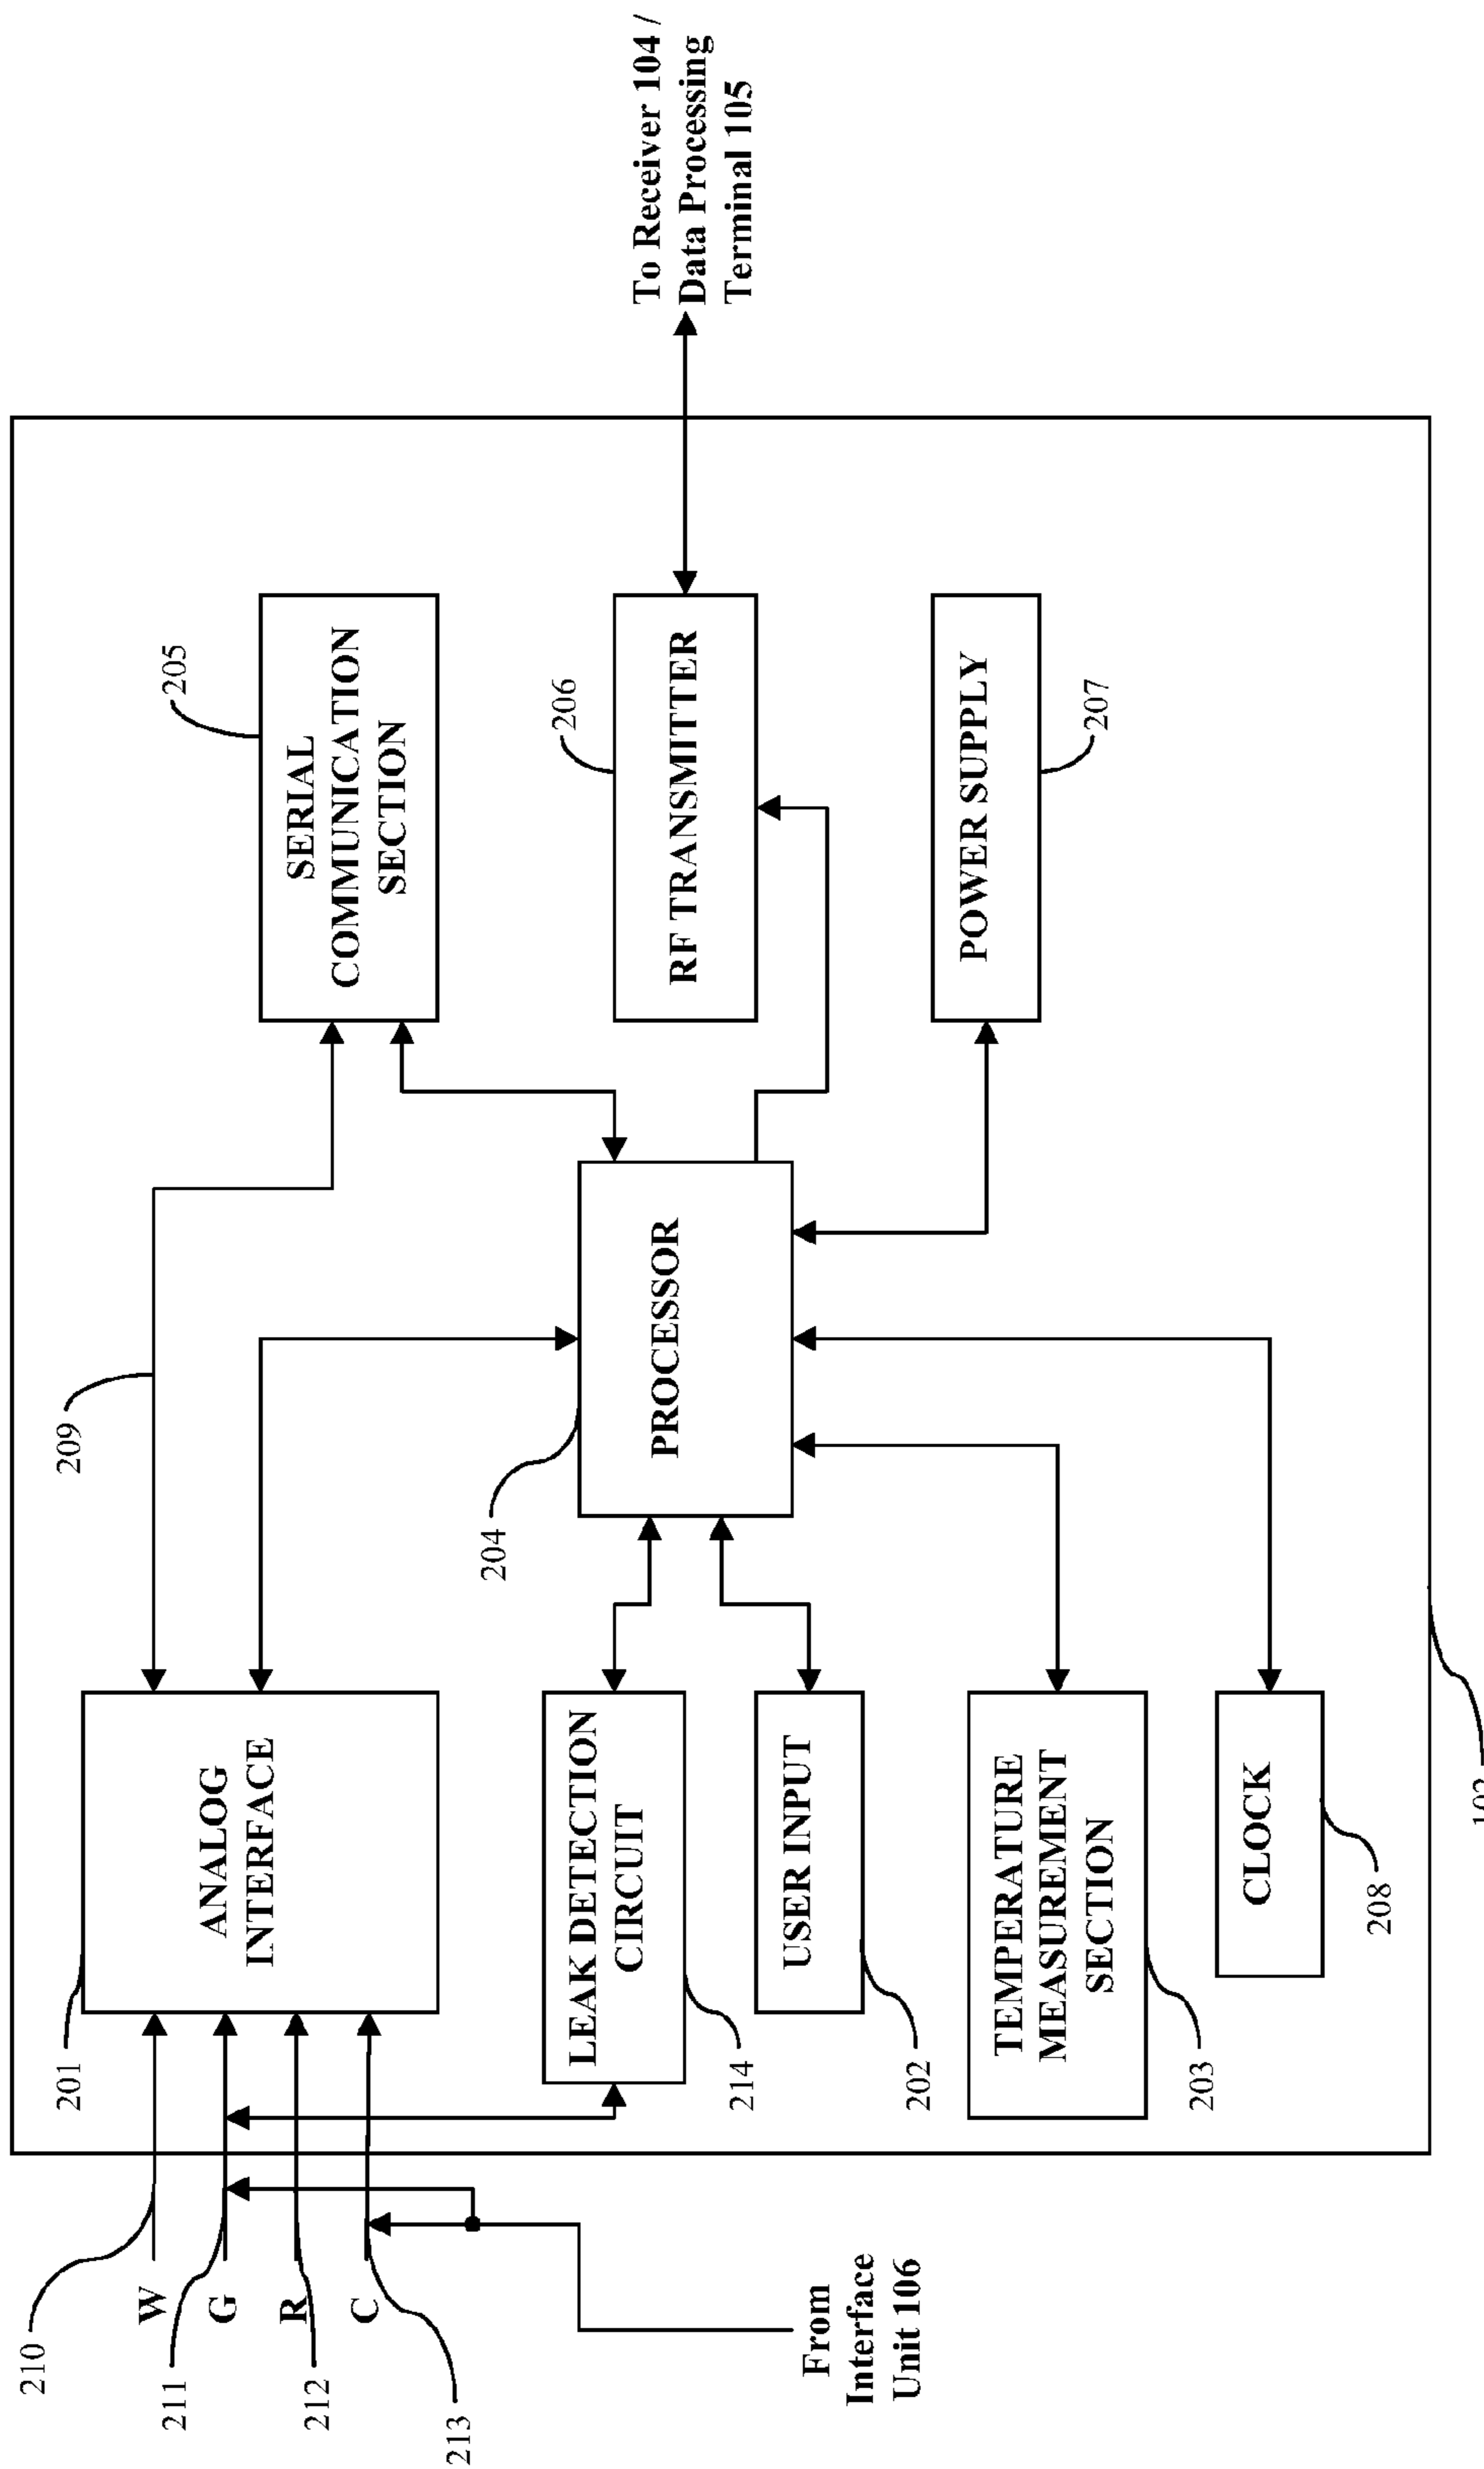 210
W
211
G
212
R
213
C
From
Interface
Unit 106
201
ANALOG
INTERFACE
209
205
SERIAL
COMMUNICATION
SECTION
LEAK DETECTION
CIRCUIT
214
204
PROCESSOR
206
RF TRANSMITTER
To Receiver 104 /
Data Processing
Terminal 105
USER INPUT
202
POWER SUPPLY
207
TEMPERATURE
MEASUREMENT
SECTION
203
CLOCK
208
102